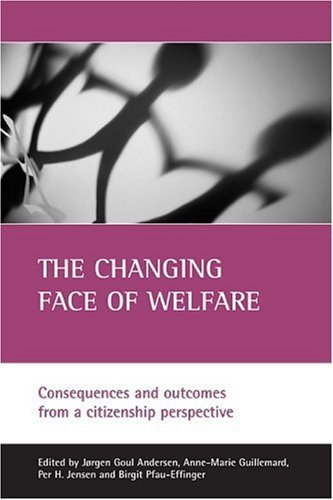 THE CHANGING
FACE OF WELFARE
Consequences and outcomes
from a citizenship perspective
Edited by Jørgen Goul Andersen, Anne-Marie Guillemard,
Per H. Jensen and Birgit Pfau-Effinger